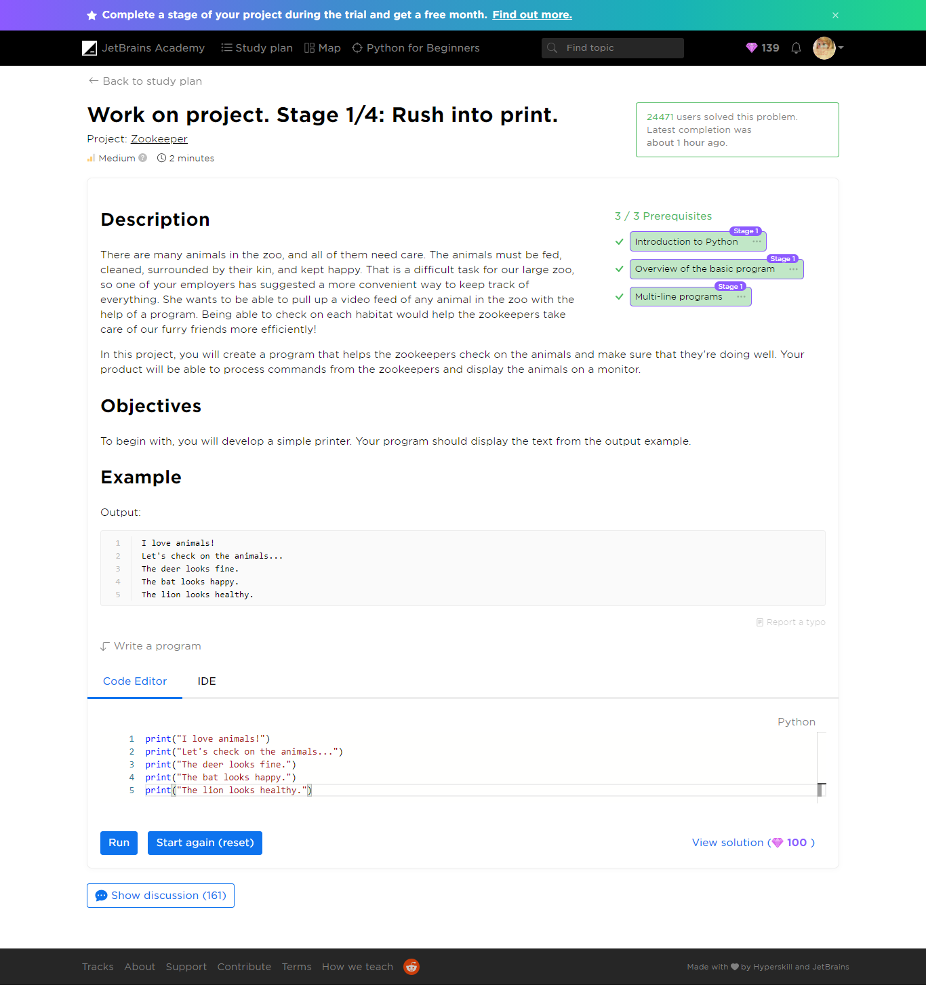 Complete a stage of your project during the trial and get a free month. Find out more.
JetBrains Academy Study plan Map Python for Beginners Find topic 139
Back to study plan
Work on project. Stage 1/4: Rush into print.
Project: Zookeeper
Medium ? 2 minutes
24471 users solved this problem.
Latest completion was
about 1 hour ago.
Description
There are many animals in the zoo, and all of them need care. The animals must be fed,
cleaned, surrounded by their kin, and kept happy. That is a difficult task for our large zoo,
so one of your employers has suggested a more convenient way to keep track of
everything. She wants to be able to pull up a video feed of any animal in the zoo with the
help of a program. Being able to check on each habitat would help the zookeepers take
care of our furry friends more efficiently!
3 / 3 Prerequisites
Stage 1
Introduction to Python ...
Stage 1
Overview of the basic program ...
Stage 1
Multi-line programs ...
In this project, you will create a program that helps the zookeepers check on the animals and make sure that they're doing well. Your
product will be able to process commands from the zookeepers and display the animals on a monitor.
Objectives
To begin with, you will develop a simple printer. Your program should display the text from the output example.
Example
Output:
1 I love animals!
2 Let's check on the animals...
3 The deer looks fine.
4 The bat looks happy.
5 The lion looks healthy.
Report a typo
Write a program
Code Editor IDE
Python
1 print("I love animals!")
2 print("Let's check on the animals...")
3 print("The deer looks fine.")
4 print("The bat looks happy.")
5 print("The lion looks healthy.")
Run Start again (reset) View solution ( 100 )
Show discussion (161)
Tracks About Support Contribute Terms How we teach Made with by Hyperskill and JetBrains